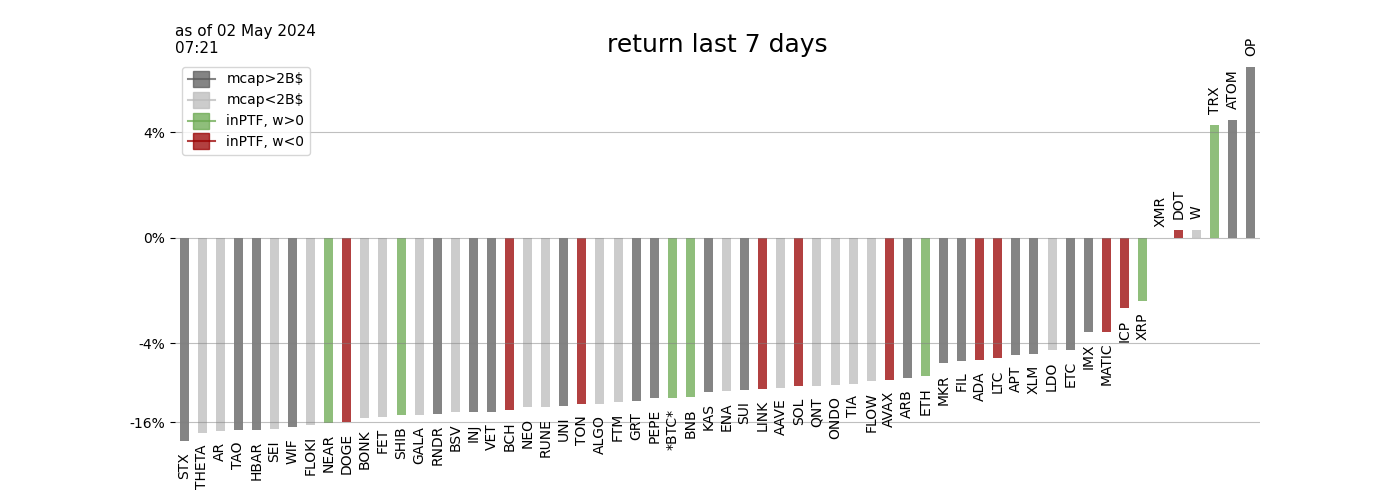 as of 02 May 2024
07:21
return last 7 days
mcap>2B$
mcap<2B$
inPTF, w>0
inPTF, w<0
4%
0%
-4%
-16%
STX
THETA
AR
TAO
HBAR
SEI
WIF
FLOKI
NEAR
DOGE
BONK
FET
SHIB
GALA
RNDR
BSV
INJ
VET
BCH
NEO
RUNE
UNI
TON
ALGO
FTM
GRT
PEPE
*BTC*
BNB
KAS
ENA
SUI
LINK
AAVE
SOL
QNT
ONDO
TIA
FLOW
AVAX
ARB
ETH
MKR
FIL
ADA
LTC
APT
XLM
LDO
ETC
IMX
MATIC
ICP
XRP
XMR
DOT
W
TRX
ATOM
OP